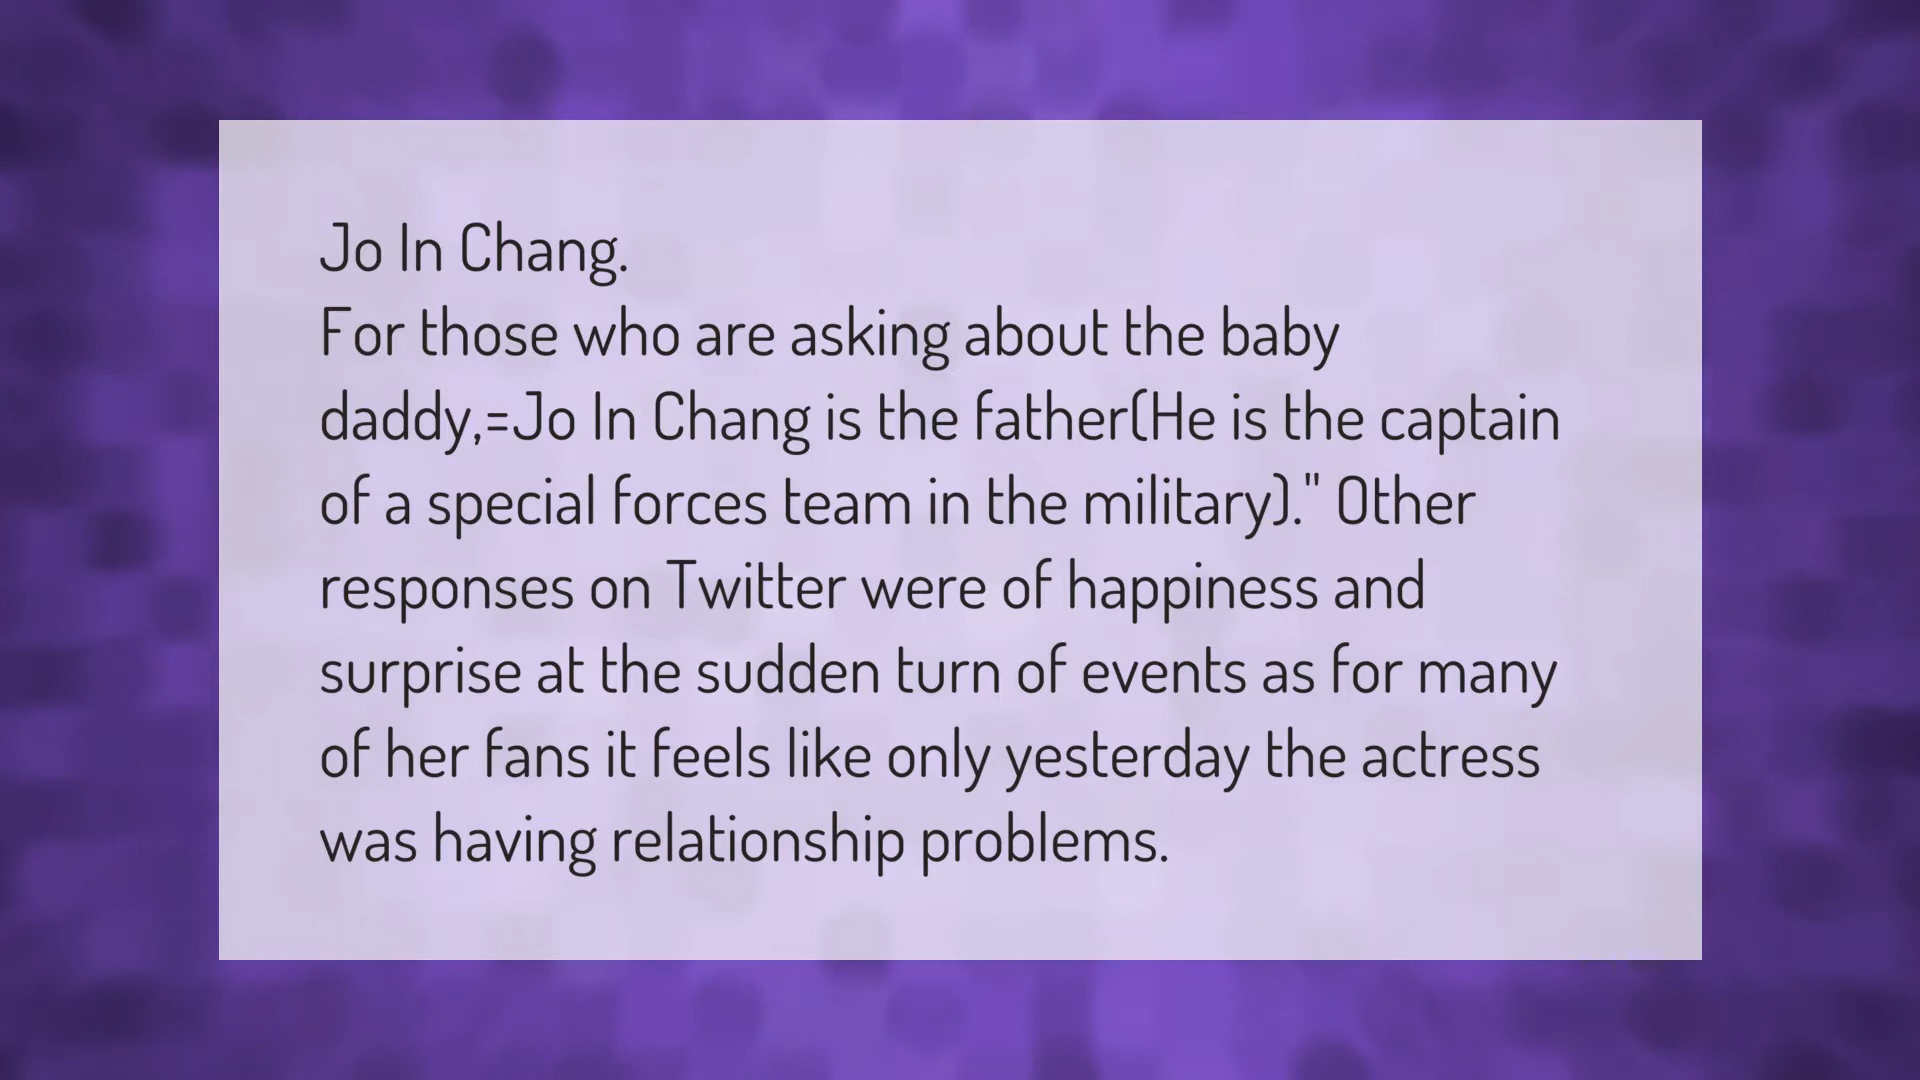 Jo In Chang.
For those who are asking about the baby
daddy,=Jo In Chang is the father(He is the captain
of a special forces team in the military)." Other
responses on Twitter were of happiness and
surprise at the sudden turn of events as for many
of her fans it feels like only yesterday the actress
was having relationship problems.